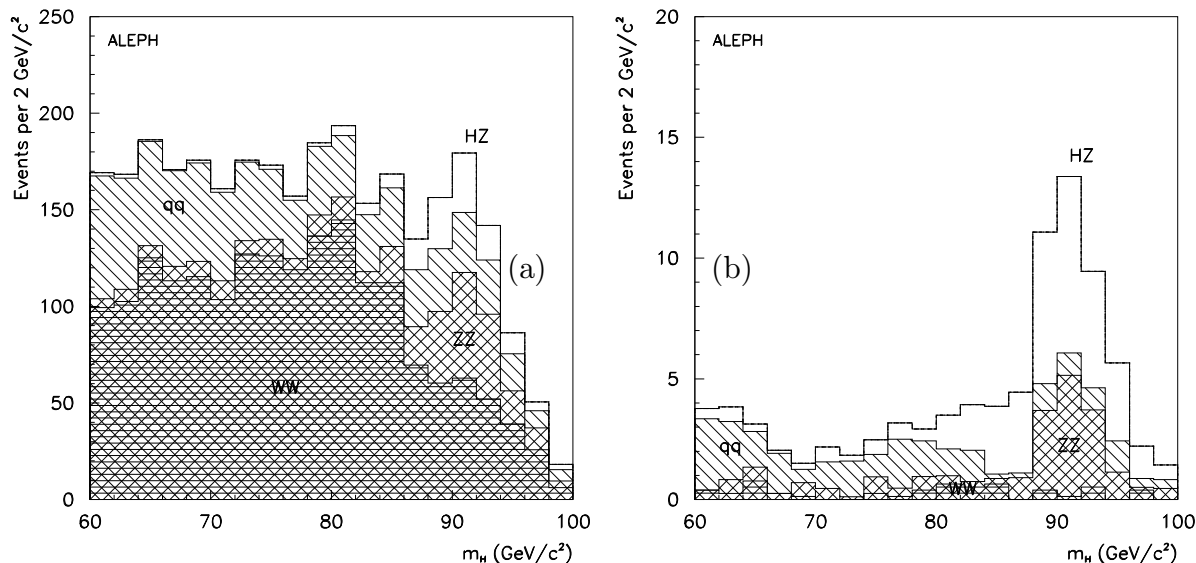 Events per 2 GeV/c²
250
200
150
100
50
0
ALEPH
HZ
qq
(a)
ZZ
WW
60
70
80
90
100
m_H (GeV/c²)
Events per 2 GeV/c²
20
15
10
5
0
ALEPH
HZ
(b)
qq
ZZ
WW
60
70
80
90
100
m_H (GeV/c²)